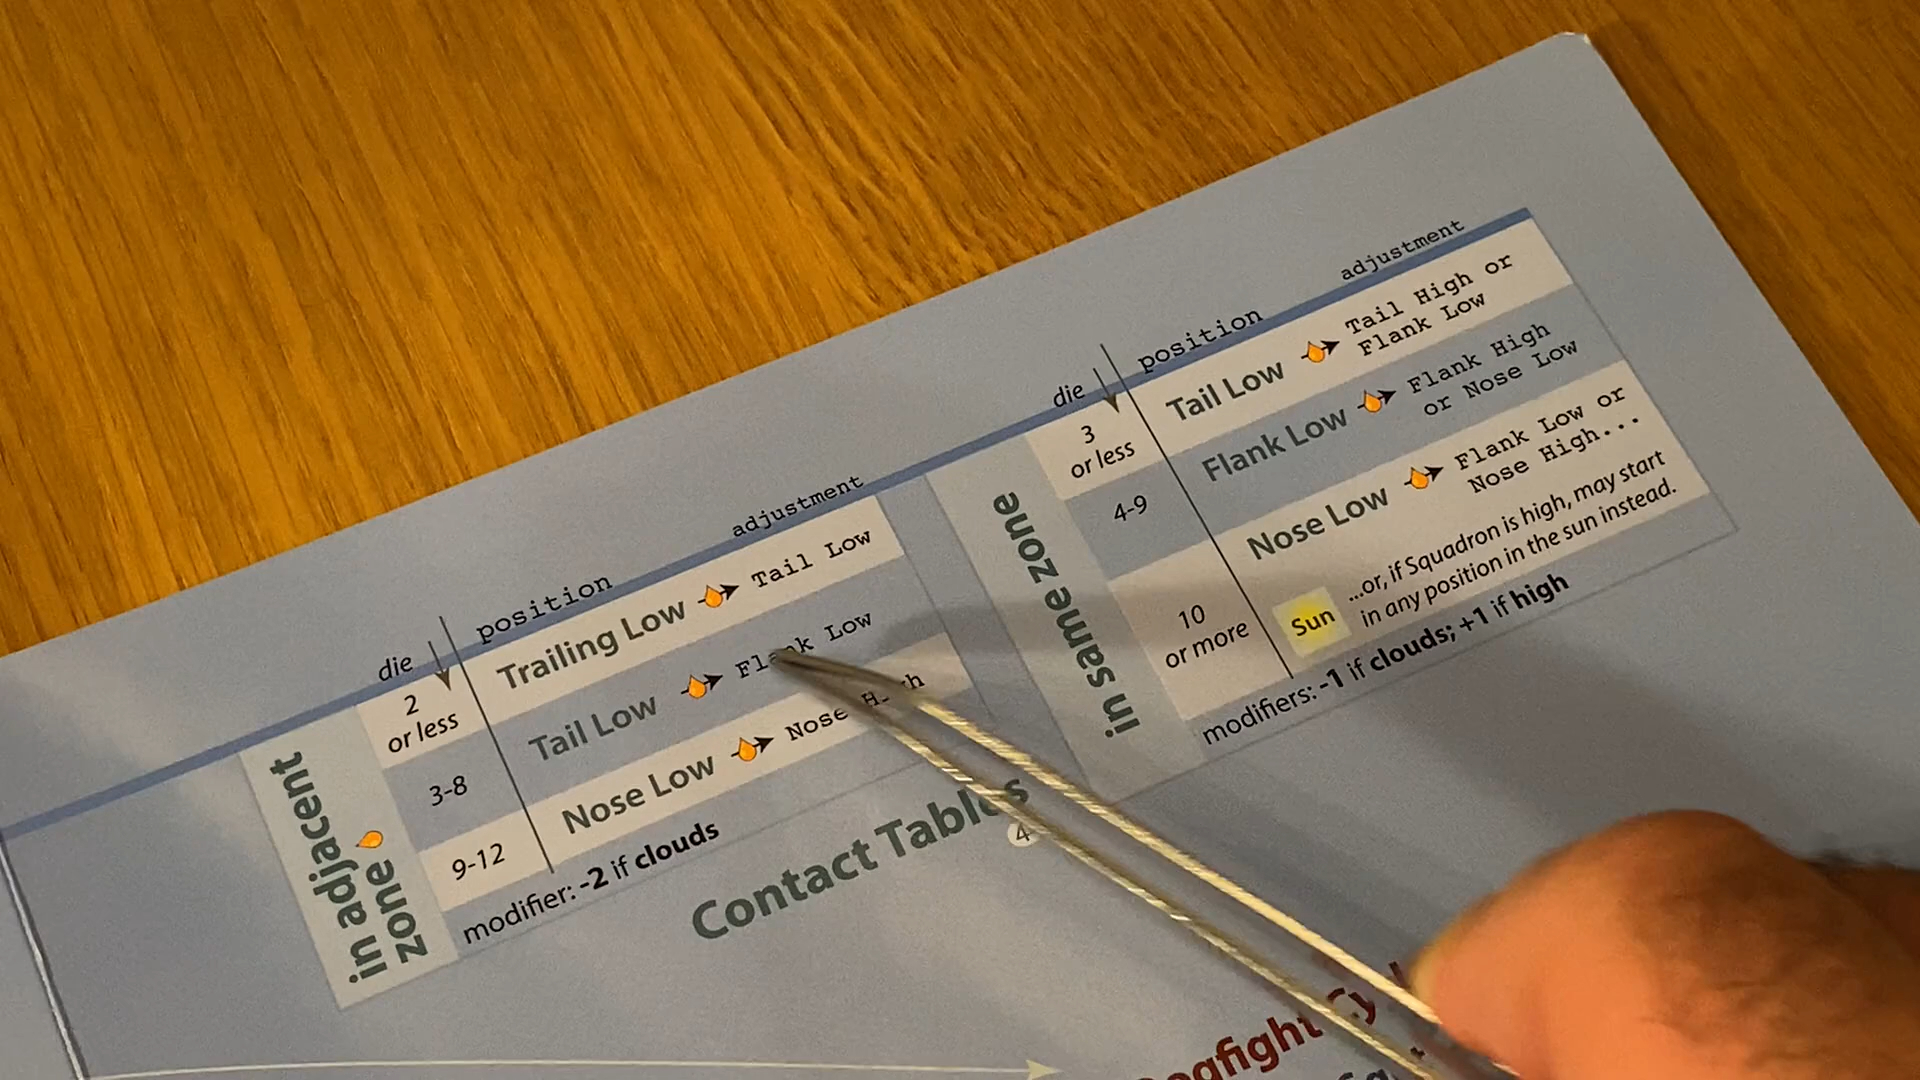 die position adjustment
in adjacent
zone
2
or less
Trailing Low Tail Low
3-8
Tail Low Flank Low
9-12
Nose Low Nose High
modifier: -2 if clouds
die position adjustment
in same zone
3
or less
Tail Low Tail High or
Flank Low
4-9
Flank Low Flank High
or Nose Low
10
or more
Nose Low Flank Low or
Nose High...
Sun ...or, if Squadron is high, may start
in any position in the sun instead.
modifiers: -1 if clouds; +1 if high
Contact Tables
4